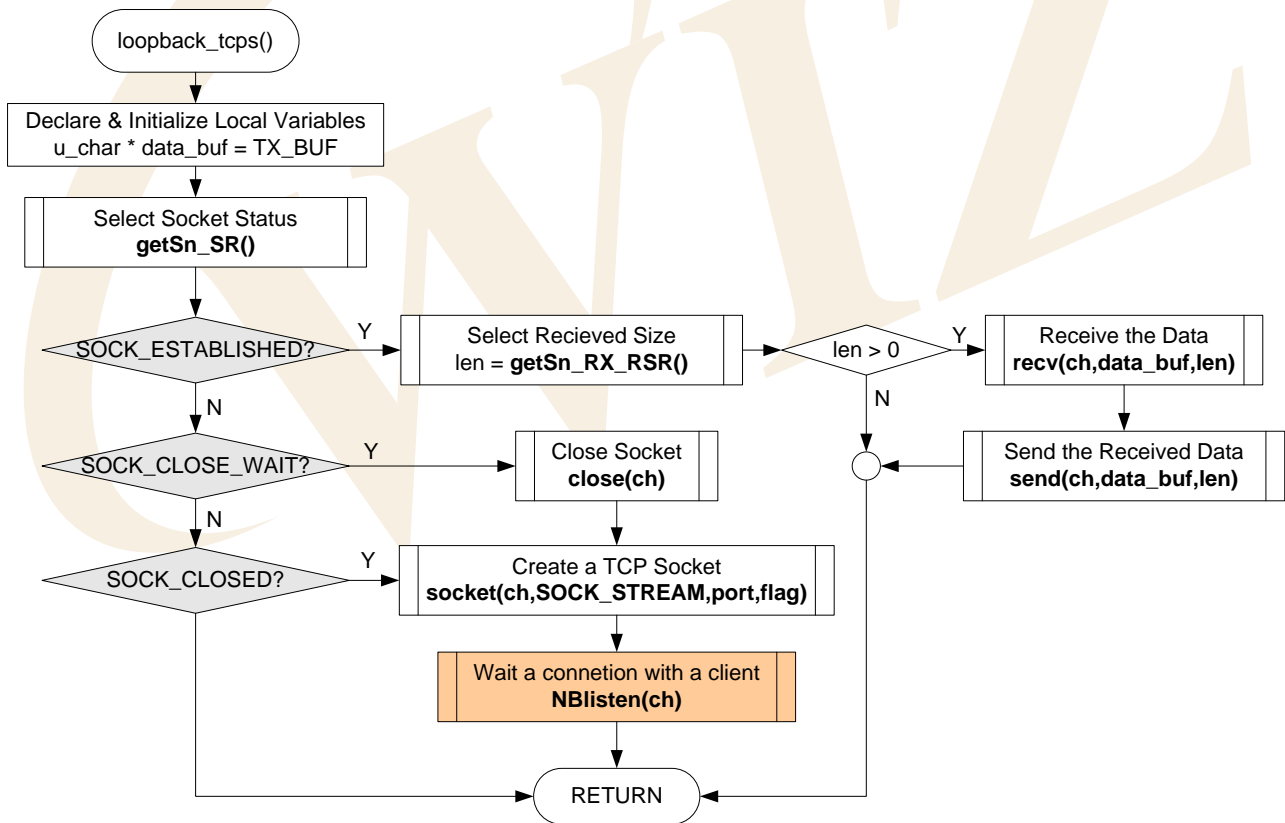 loopback_tcps()
Declare & Initialize Local Variables
u_char * data_buf = TX_BUF
Select Socket Status
getSn_SR()
SOCK_ESTABLISHED?
Y
Select Recieved Size
len = getSn_RX_RSR()
len > 0
Y
Receive the Data
recv(ch,data_buf,len)
N
N
SOCK_CLOSE_WAIT?
Y
Close Socket
close(ch)
Send the Received Data
send(ch,data_buf,len)
N
SOCK_CLOSED?
Y
Create a TCP Socket
socket(ch,SOCK_STREAM,port,flag)
Wait a connetion with a client
NBlisten(ch)
RETURN
WIZ